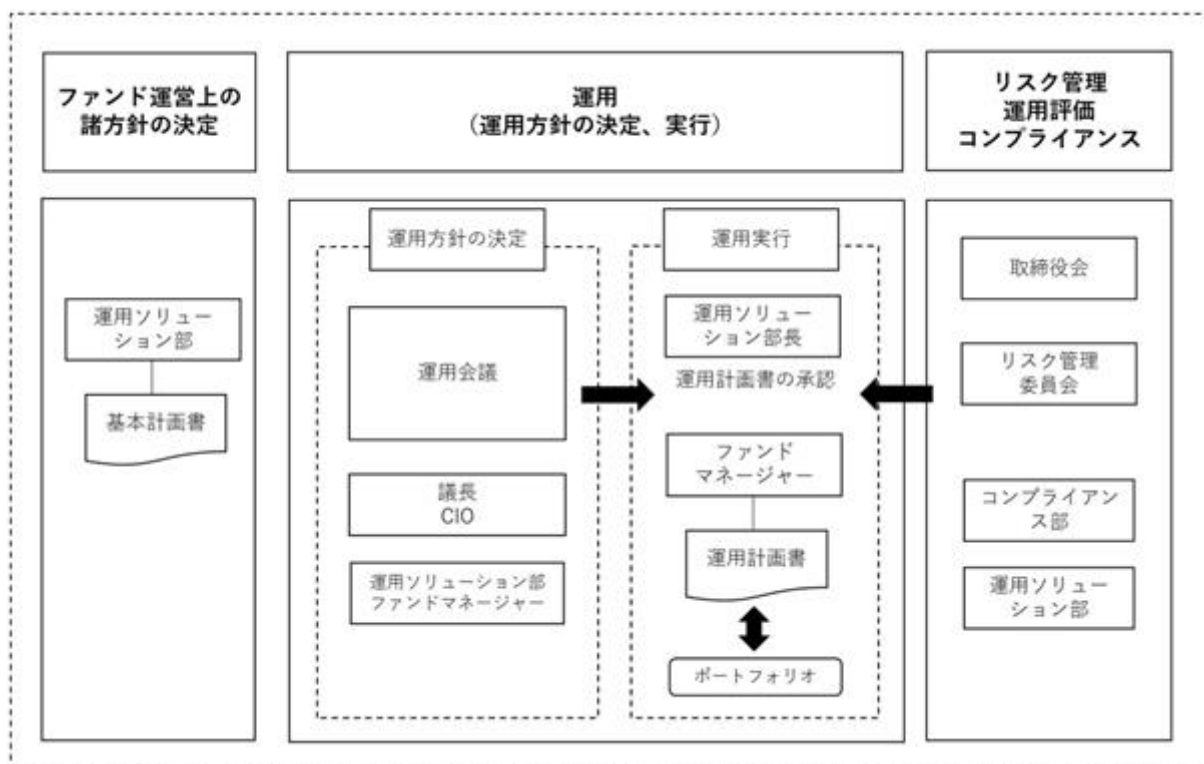 ファンド運営上の
諸方針の決定
運用
（運用方針の決定、実行）
リスク管理
運用評価
コンプライアンス
運用ソリュー
ション部
基本計画書
運用方針の決定
運用会議
議長
CIO
運用ソリューション部
ファンドマネージャー
運用実行
運用ソリュー
ション部長
運用計画書の承認
ファンド
マネージャー
運用計画書
ポートフォリオ
取締役会
リスク管理
委員会
コンプライアン
ス部
運用ソリュー
ション部